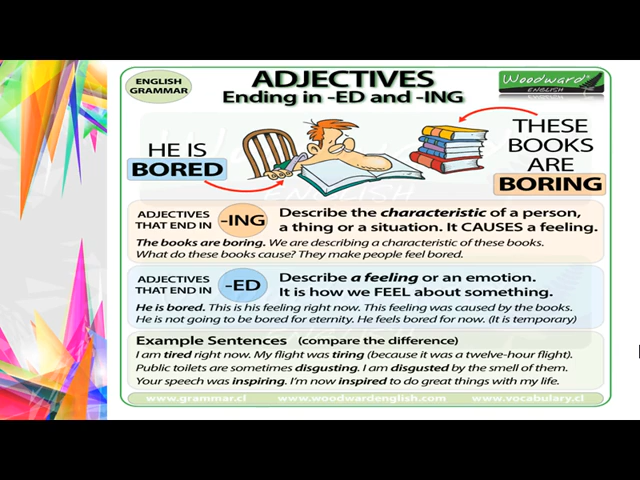 ENGLISH
GRAMMAR
ADJECTIVES
Ending in -ED and -ING
Woodward®
ENGLISH
HE IS
BORED
THESE
BOOKS
ARE
BORING
ADJECTIVES
THAT END IN
-ING
Describe the characteristic of a person,
a thing or a situation. It CAUSES a feeling.
The books are boring. We are describing a characteristic of these books.
What do these books cause? They make people feel bored.
ADJECTIVES
THAT END IN
-ED
Describe a feeling or an emotion.
It is how we FEEL about something.
He is bored. This is his feeling right now. This feeling was caused by the books.
He is not going to be bored for eternity. He feels bored for now. (It is temporary)
Example Sentences (compare the difference)
I am tired right now. My flight was tiring (because it was a twelve-hour flight).
Public toilets are sometimes disgusting. I am disgusted by the smell of them.
Your speech was inspiring. I'm now inspired to do great things with my life.
www.grammar.cl www.woodwardenglish.com www.vocabulary.cl